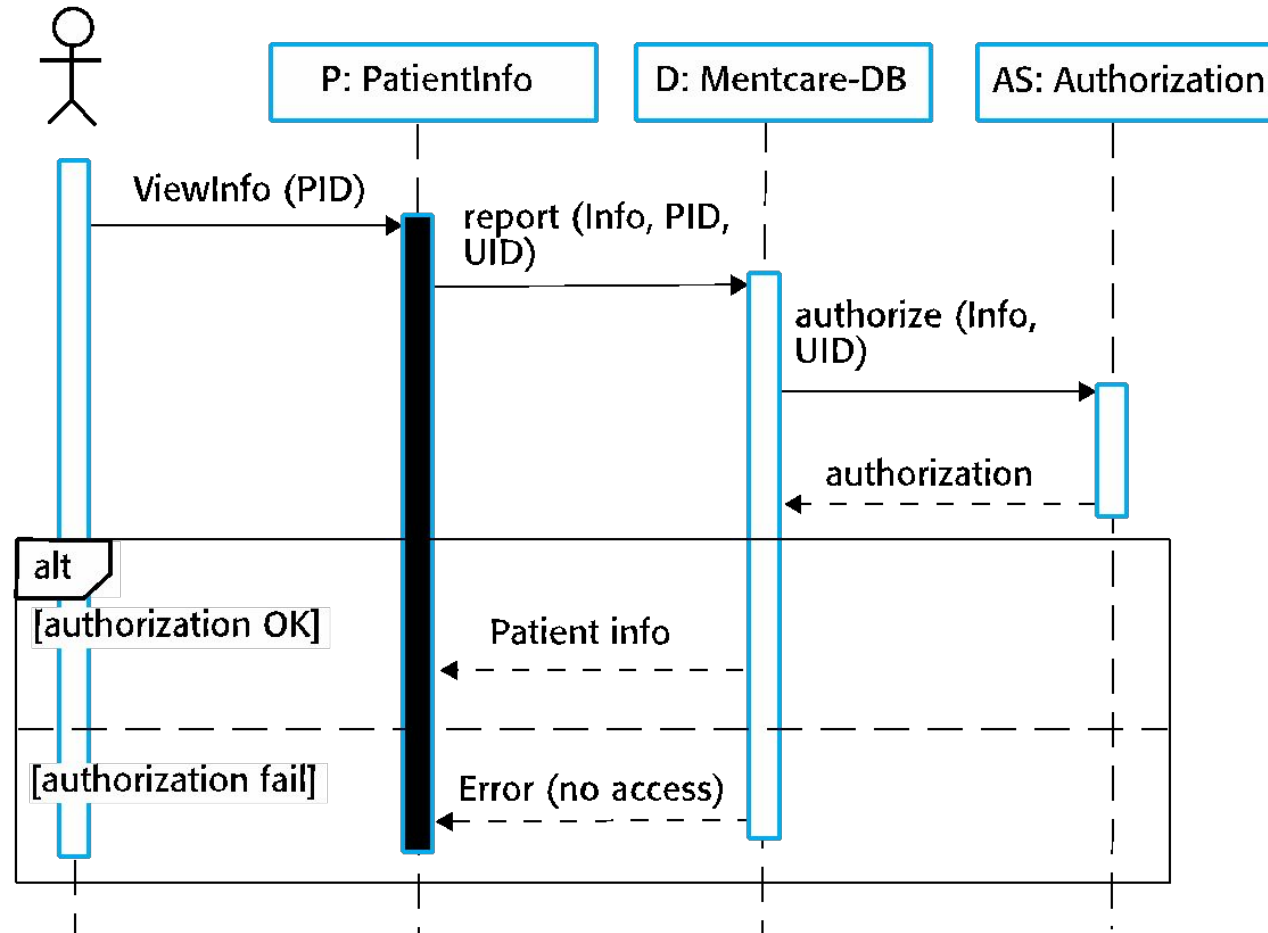 P: PatientInfo
D: Mentcare-DB
AS: Authorization
ViewInfo (PID)
report (Info, PID,
UID)
authorize (Info,
UID)
authorization
alt
[authorization OK]
Patient info
[authorization fail]
Error (no access)